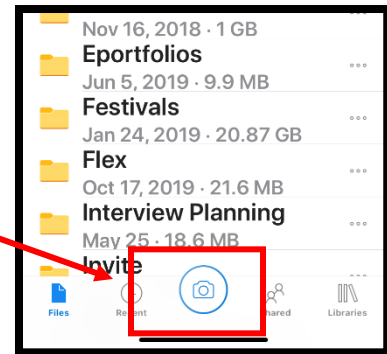 Nov 16, 2018 · 1 GB
Eportfolios
Jun 5, 2019 · 9.9 MB
Festivals
Jan 24, 2019 · 20.87 GB
Flex
Oct 17, 2019 · 21.6 MB
Interview Planning
May 25 · 18.6 MB
Invite
Files
Recent
Shared
Libraries